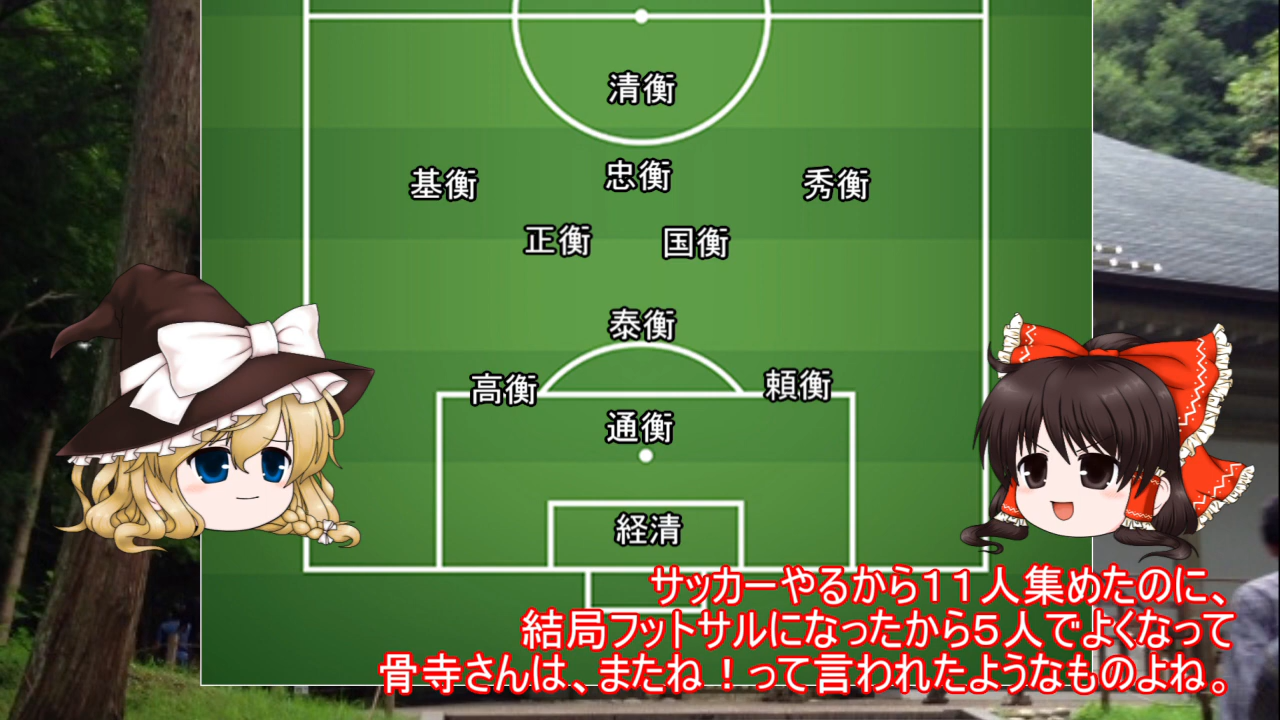 清衡
基衡 忠衡 秀衡
正衡 国衡
泰衡
高衡 頼衡
通衡
経清
サッカーやるから11人集めたのに、
結局フットサルになったから5人でよくなって
骨寺さんは、またね！って言われたようなものよね。